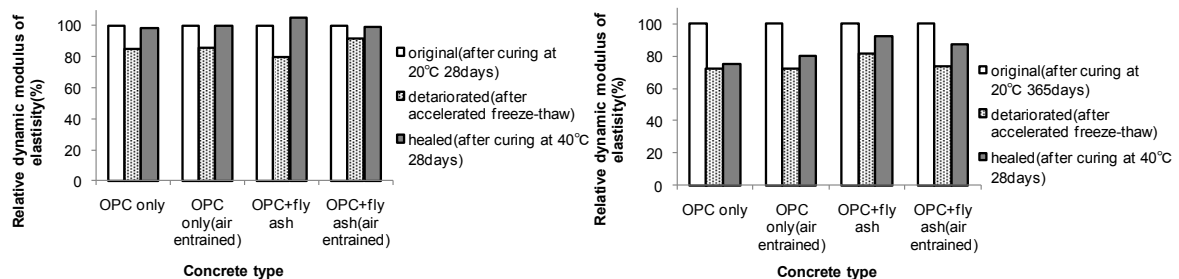 Relative dynamic modulus of
elastisity(%)
100
80
60
40
20
0
OPC only
OPC
only(air
entrained)
OPC+fly
ash
OPC+fly
ash(air
entrained)
Concrete type
original(after curing at
20℃ 28days)
detariorated(after
accelerated freeze-thaw)
healed(after curing at 40℃
28days)
Relative dynamic modulus of
elastisity(%)
100
80
60
40
20
0
OPC only
OPC
only(air
entrained)
OPC+fly
ash
OPC+fly
ash(air
entrained)
Concrete type
original(after curing at
20℃ 365days)
detariorated(after
accelerated freeze-thaw)
healed(after curing at 40℃
28days)